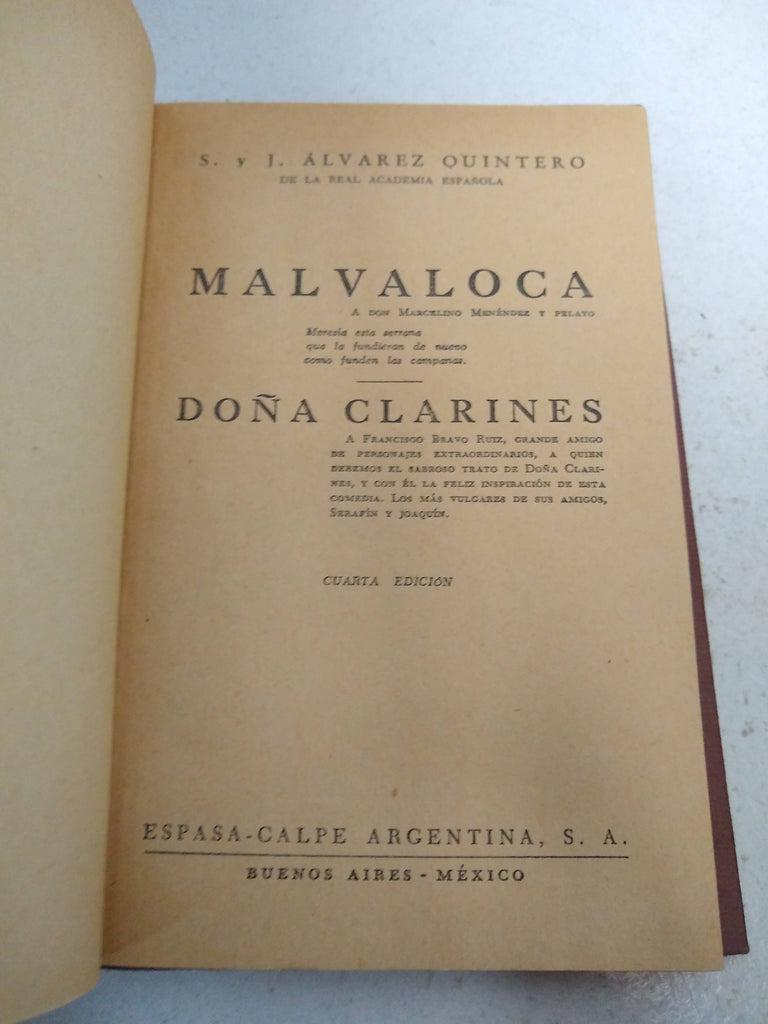 S. y J. ÁLVAREZ QUINTERO
DE LA REAL ACADEMIA ESPAÑOLA
MALVALOCA
A DON MARCELINO MENÉNDEZ Y PELAYO
Merecía esta serrana
que la fundieran de nuevo
como funden las campanas.
DOÑA CLARINES
A FRANCISCO BRAVO RUIZ, GRANDE AMIGO
DE PERSONAJES EXTRAORDINARIOS, A QUIEN
DEBEMOS EL SABROSO TRATO DE DOÑA CLARI-
NES, Y CON ÉL LA FELIZ INSPIRACIÓN DE ESTA
COMEDIA. LOS MÁS VULGARES DE SUS AMIGOS,
SERAFÍN Y JOAQUÍN.
CUARTA EDICIÓN
ESPASA-CALPE ARGENTINA, S. A.
BUENOS AIRES - MÉXICO